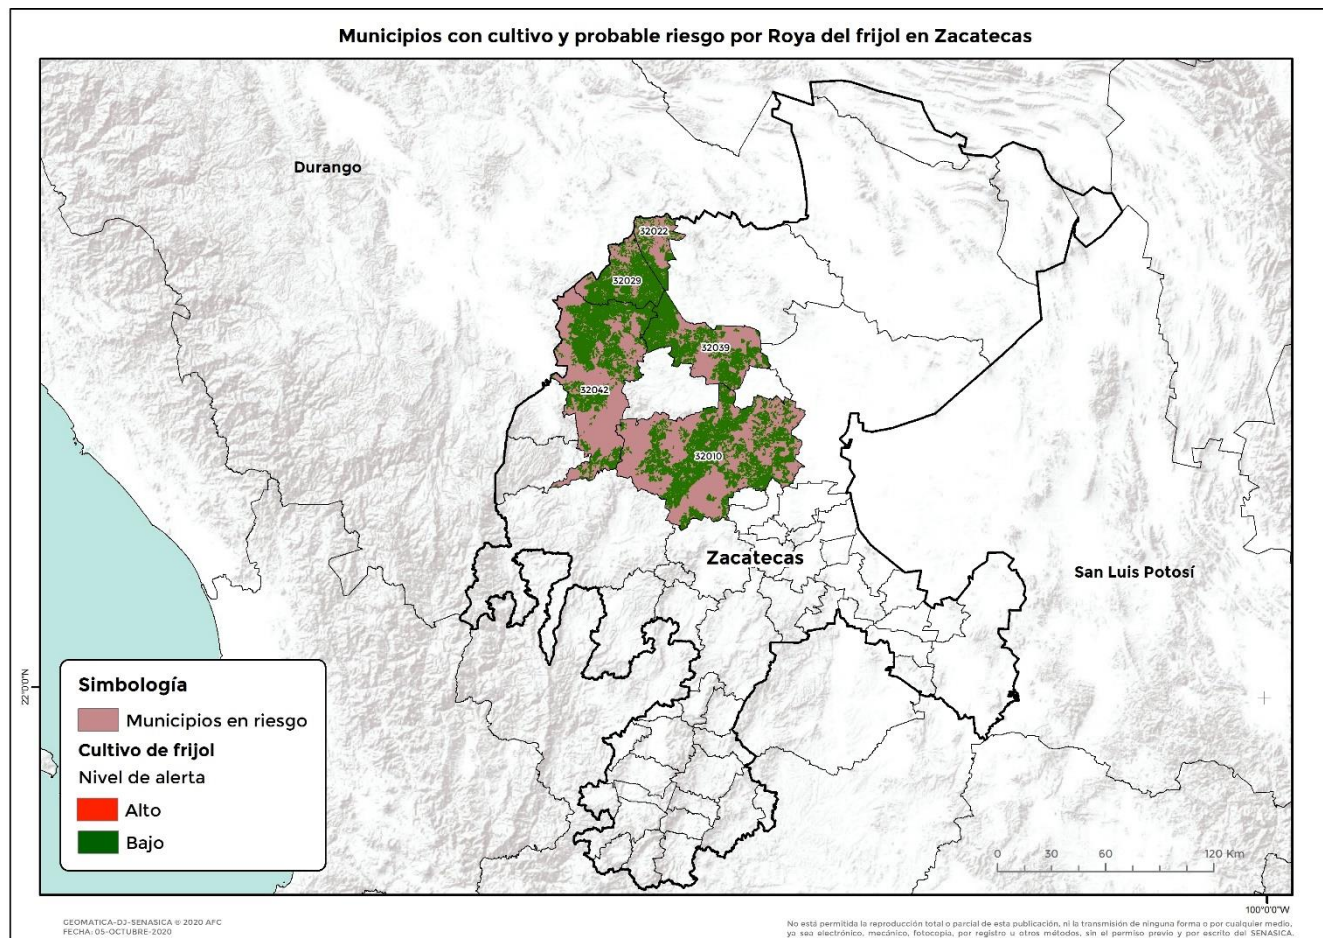 Municipios con cultivo y probable riesgo por Roya del frijol en Zacatecas
Durango
32022
32029
32039
32042
32010
Zacatecas
San Luis Potosí
22°0'0"N
Simbología
Municipios en riesgo
Cultivo de frijol
Nivel de alerta
Alto
Bajo
0 30 60 120 Km
100°0'0"W
GEOMATICA-DJ-SENASICA © 2020 AFC
FECHA: 05-OCTUBRE-2020
No está permitida la reproducción total o parcial de esta publicación, ni la transmisión de ninguna forma o por cualquier medio,
ya sea electrónico, mecánico, fotocopia, por registro u otros métodos, sin el permiso previo y por escrito del SENASICA.